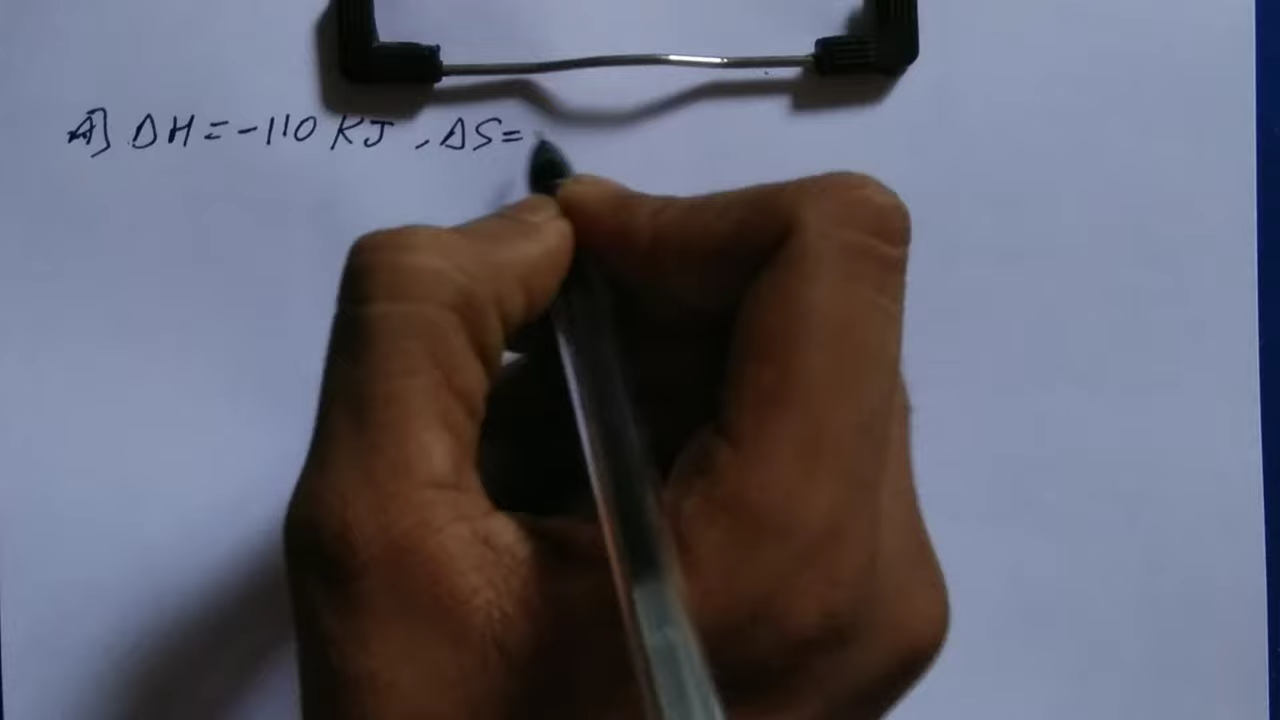 A] ΔH = -110 KJ , ΔS =